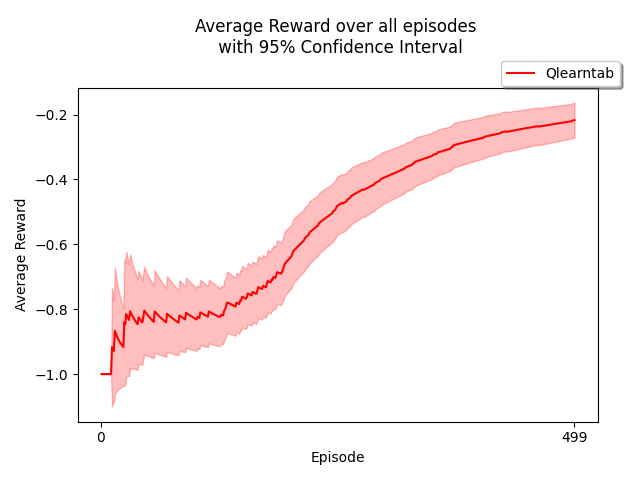 Average Reward over all episodes
with 95% Confidence Interval
Qlearntab
−0.2
−0.4
−0.6
−0.8
−1.0
Average Reward
0
499
Episode